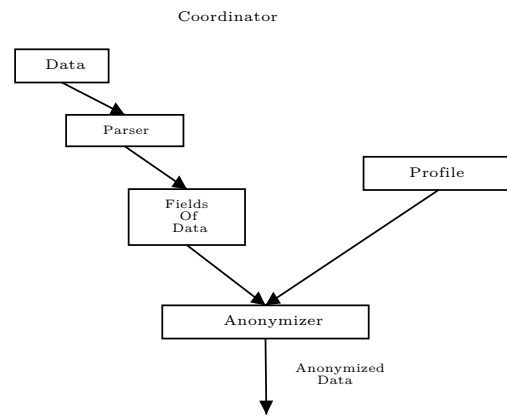 Coordinator
Data
Parser
Fields
Of
Data
Profile
Anonymizer
Anonymized
Data